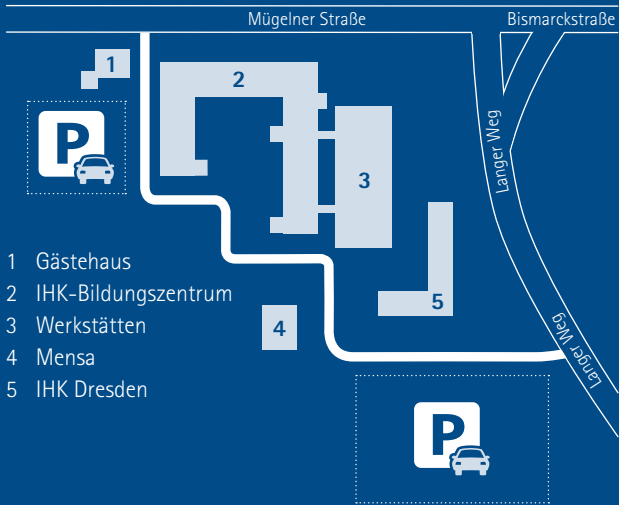 Mügelner Straße
Bismarckstraße
1
2
P
Langer Weg
3
1 Gästehaus
2 IHK-Bildungszentrum
3 Werkstätten
4 Mensa
5 IHK Dresden
5
4
Langer Weg
P